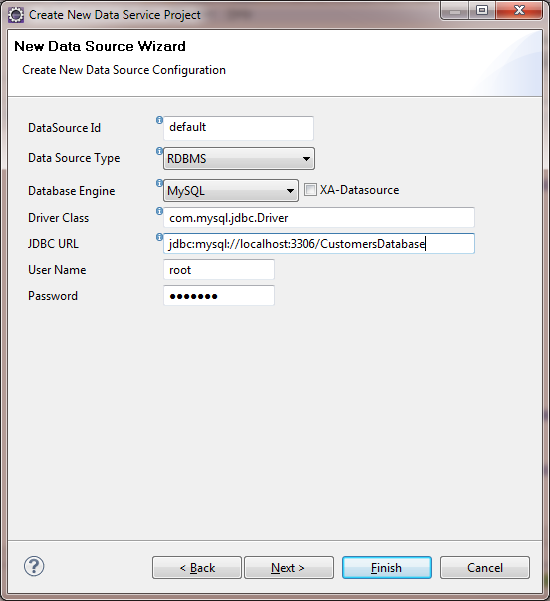 Create New Data Service Project
New Data Source Wizard
Create New Data Source Configuration
DataSource Id default
Data Source Type RDBMS
Database Engine MySQL XA-Datasource
Driver Class com.mysql.jdbc.Driver
JDBC URL jdbc:mysql://localhost:3306/CustomersDatabase
User Name root
Password ●●●●●●●
? < Back Next > Finish Cancel